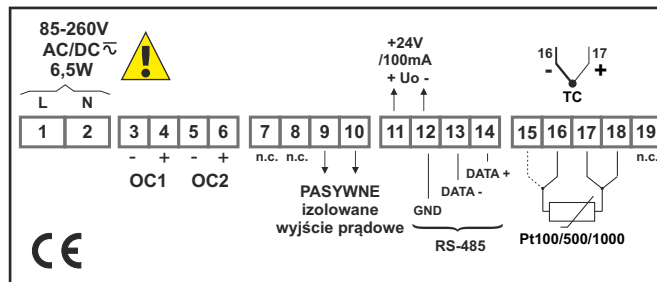 85-260V
AC/DC
6,5W
L N
+24V
/100mA
+ Uo -
16 17
- +
TC
1 2 3 4 5 6 7 8 9 10 11 12 13 14 15 16 17 18 19
- + - +
OC1 OC2
n.c. n.c.
PASYWNE
izolowane
wyjście prądowe
DATA +
DATA -
GND
RS-485
n.c.
Pt100/500/1000
CE